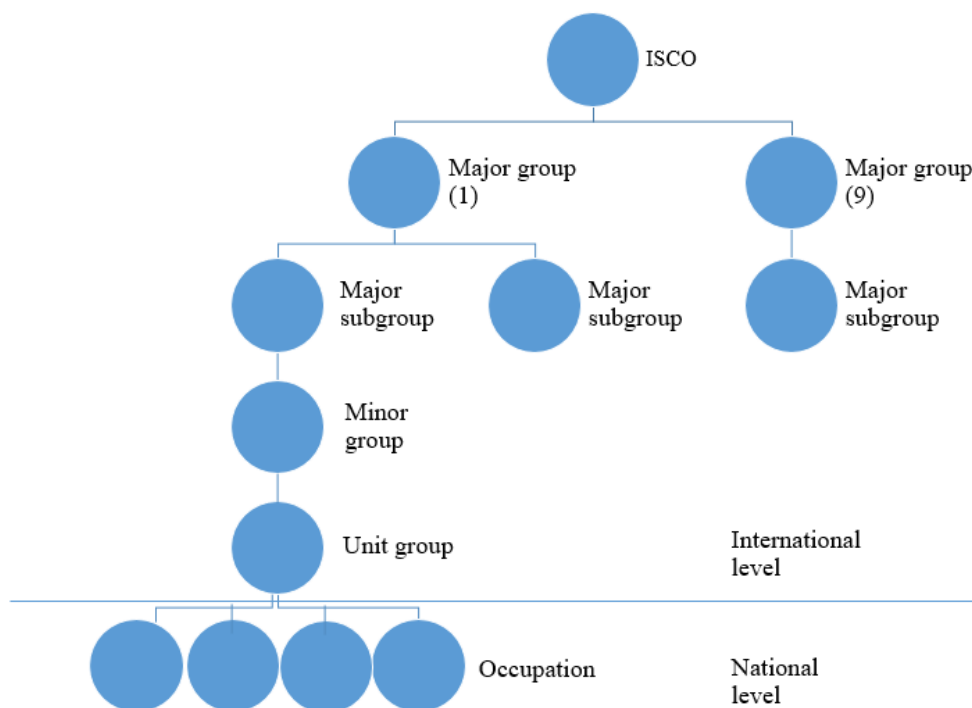 ISCO
Major group
(1)
Major group
(9)
Major
subgroup
Major
subgroup
Major
subgroup
Minor
group
Unit group
International
level
Occupation
National
level